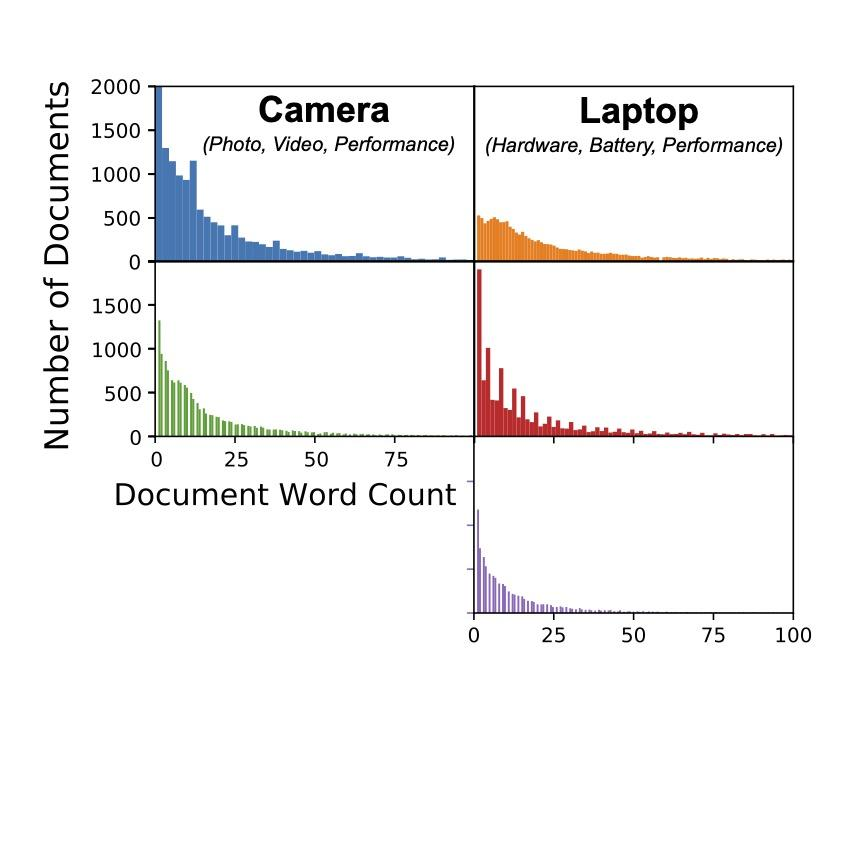 Number of Documents
2000
1500
1000
500
0
Camera
(Photo, Video, Performance)
Laptop
(Hardware, Battery, Performance)
1500
1000
500
0
0 25 50 75
Document Word Count
0 25 50 75 100